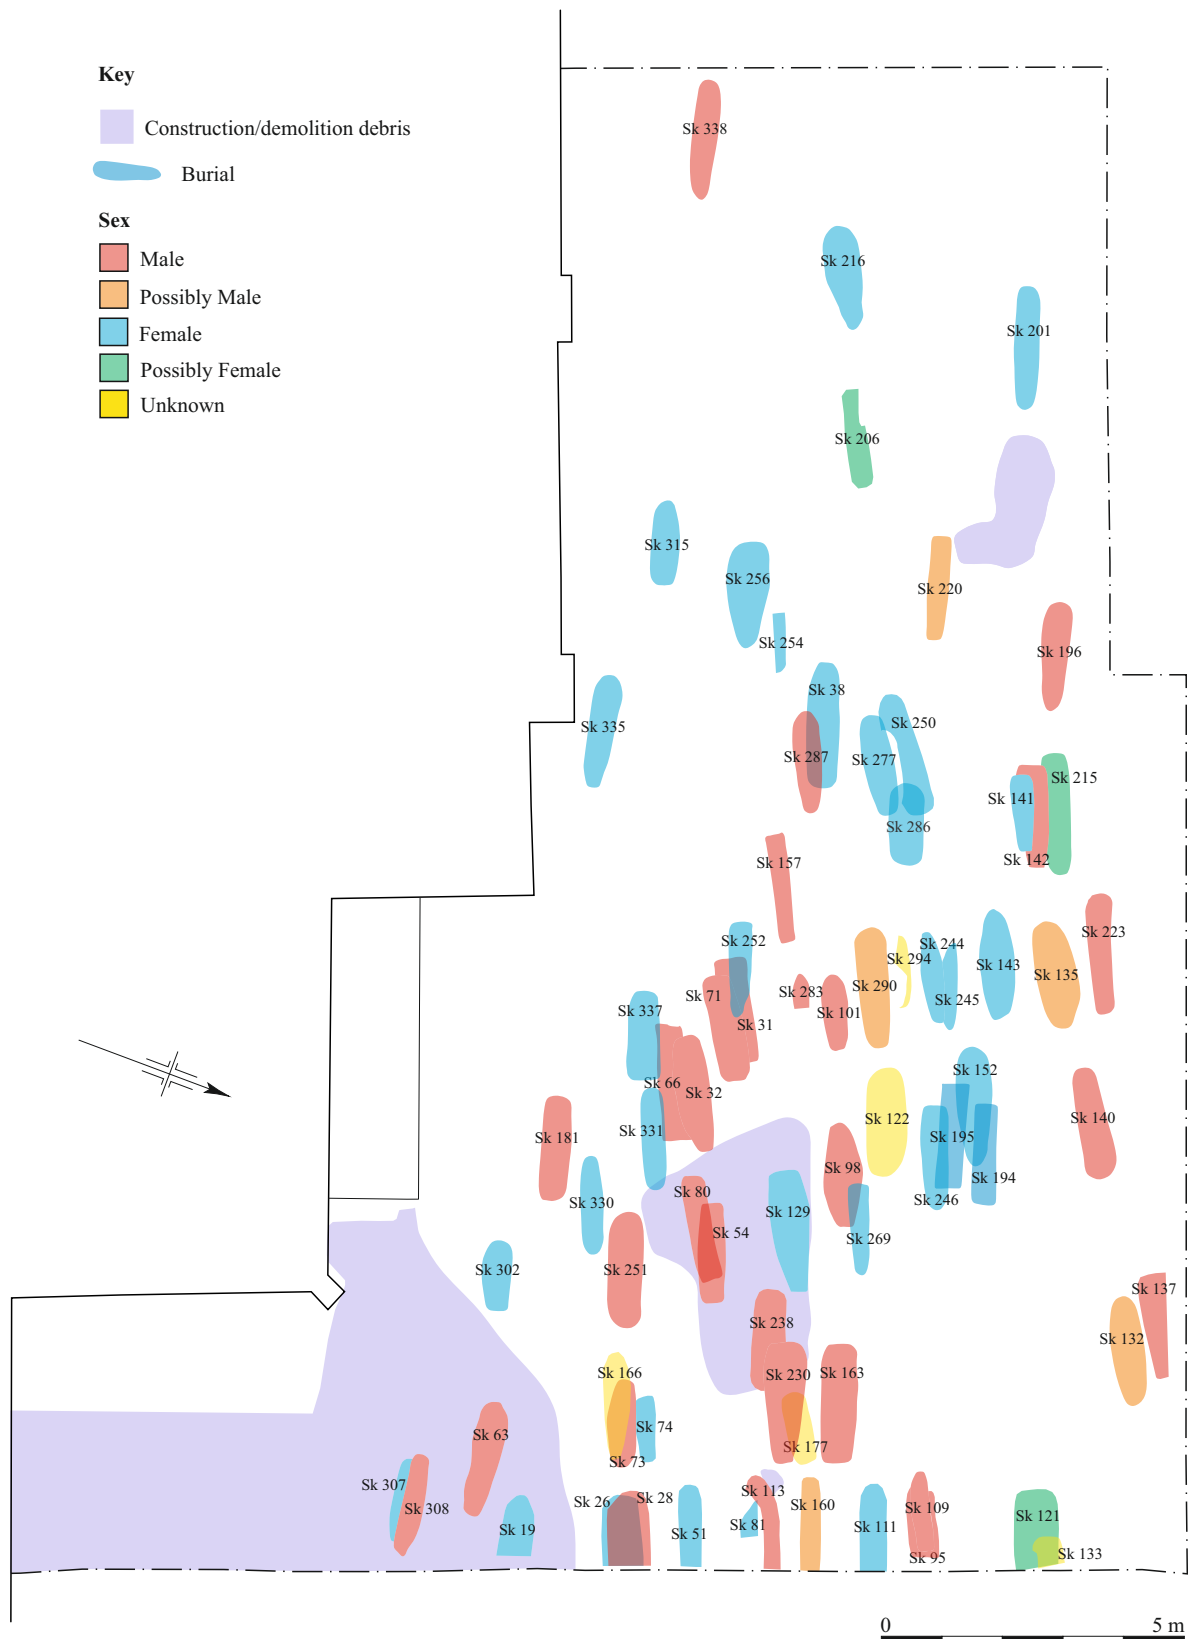 Key
Construction/demolition debris
Burial
Sex
Male
Possibly Male
Female
Possibly Female
Unknown
Sk 338
Sk 216
Sk 201
Sk 206
Sk 315
Sk 256
Sk 220
Sk 254
Sk 196
Sk 38
Sk 335
Sk 250
Sk 287
Sk 277
Sk 215
Sk 141
Sk 286
Sk 142
Sk 157
Sk 223
Sk 252
Sk 244
Sk 294
Sk 143
Sk 135
Sk 290
Sk 283
Sk 71
Sk 245
Sk 337
Sk 101
Sk 31
Sk 152
Sk 66
Sk 32
Sk 122
Sk 140
Sk 331
Sk 181
Sk 195
Sk 98
Sk 194
Sk 80
Sk 246
Sk 330
Sk 129
Sk 54
Sk 269
Sk 302
Sk 251
Sk 137
Sk 238
Sk 132
Sk 166
Sk 230
Sk 163
Sk 74
Sk 63
Sk 177
Sk 73
Sk 307
Sk 113
Sk 28
Sk 26
Sk 160
Sk 308
Sk 109
Sk 121
Sk 81
Sk 111
Sk 19
Sk 51
Sk 133
Sk 95
0
5 m